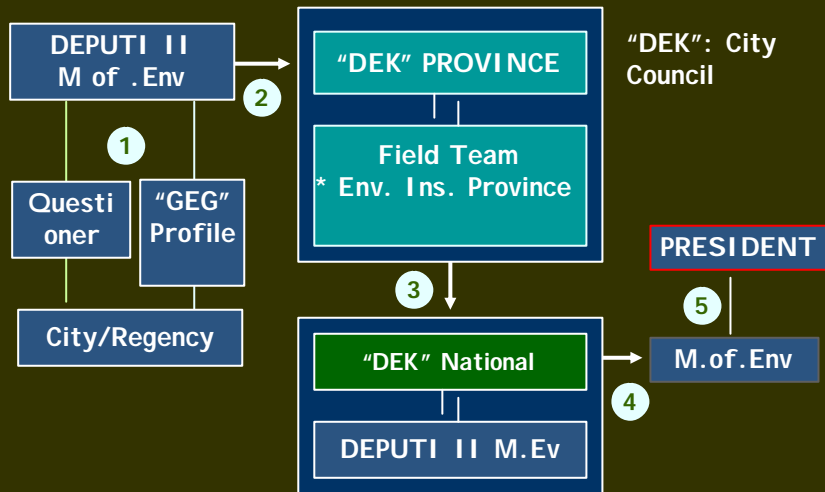 DEPUTI II
M of .Env
2
1
Questi
oner
“GEG”
Profile
City/Regency
“DEK” PROVINCE
Field Team
* Env. Ins. Province
“DEK”: City
Council
3
“DEK” National
DEPUTI II M.Ev
4
PRESIDENT
5
M.of.Env